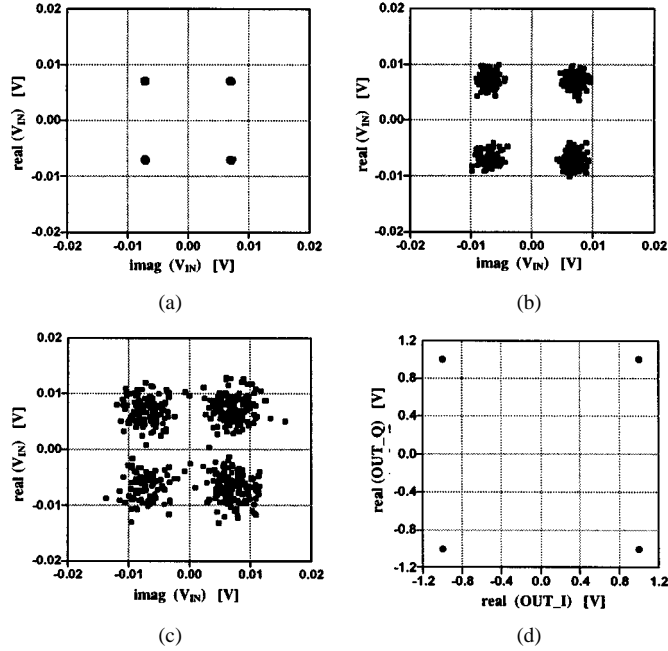 0.02
0.01
0.00
-0.01
-0.02
real (V_IN) [V]
-0.02 -0.01 0.00 0.01 0.02
imag (V_IN) [V]
(a)
0.02
0.01
0.00
-0.01
-0.02
real (V_IN) [V]
-0.02 -0.01 0.00 0.01 0.02
imag (V_IN) [V]
(b)
0.02
0.01
0.00
-0.01
-0.02
real (V_IN) [V]
-0.02 -0.01 0.00 0.01 0.02
imag (V_IN) [V]
(c)
1.2
0.8
0.4
0.0
-0.4
-0.8
-1.2
real (OUT_Q) [V]
-1.2 -0.8 -0.4 0.0 0.4 0.8 1.2
real (OUT_I) [V]
(d)